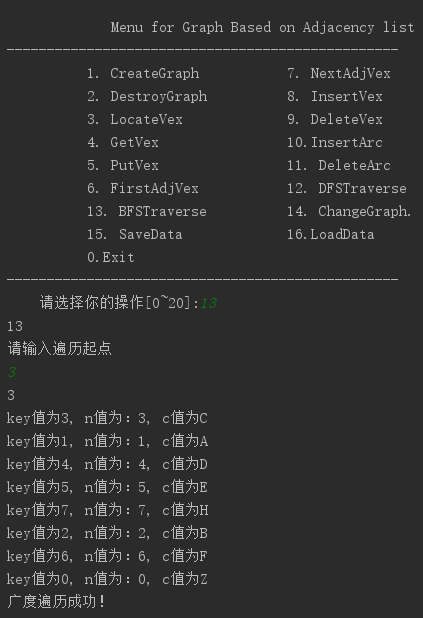 Menu for Graph Based on Adjacency list
-------------------------------------------------
1. CreateGraph 7. NextAdjVex
2. DestroyGraph 8. InsertVex
3. LocateVex 9. DeleteVex
4. GetVex 10.InsertArc
5. PutVex 11. DeleteArc
6. FirstAdjVex 12. DFSTraverse
13. BFSTraverse 14. ChangeGraph.
15. SaveData 16.LoadData
0.Exit
-------------------------------------------------
请选择你的操作[0~20]:13
13
请输入遍历起点
3
3
key值为3, n值为：3, c值为C
key值为1, n值为：1, c值为A
key值为4, n值为：4, c值为D
key值为5, n值为：5, c值为E
key值为7, n值为：7, c值为H
key值为2, n值为：2, c值为B
key值为6, n值为：6, c值为F
key值为0, n值为：0, c值为Z
广度遍历成功！